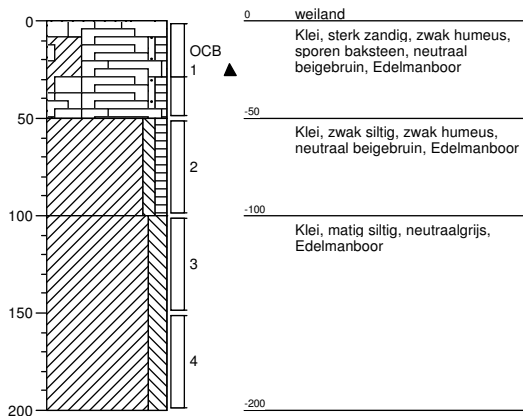 0
50
100
150
200
OCB
1
2
3
4
0
weiland
Klei, sterk zandig, zwak humeus,
sporen baksteen, neutraal
beigebruin, Edelmanboor
-50
Klei, zwak siltig, zwak humeus,
neutraal beigebruin, Edelmanboor
-100
Klei, matig siltig, neutraalgrijs,
Edelmanboor
-200